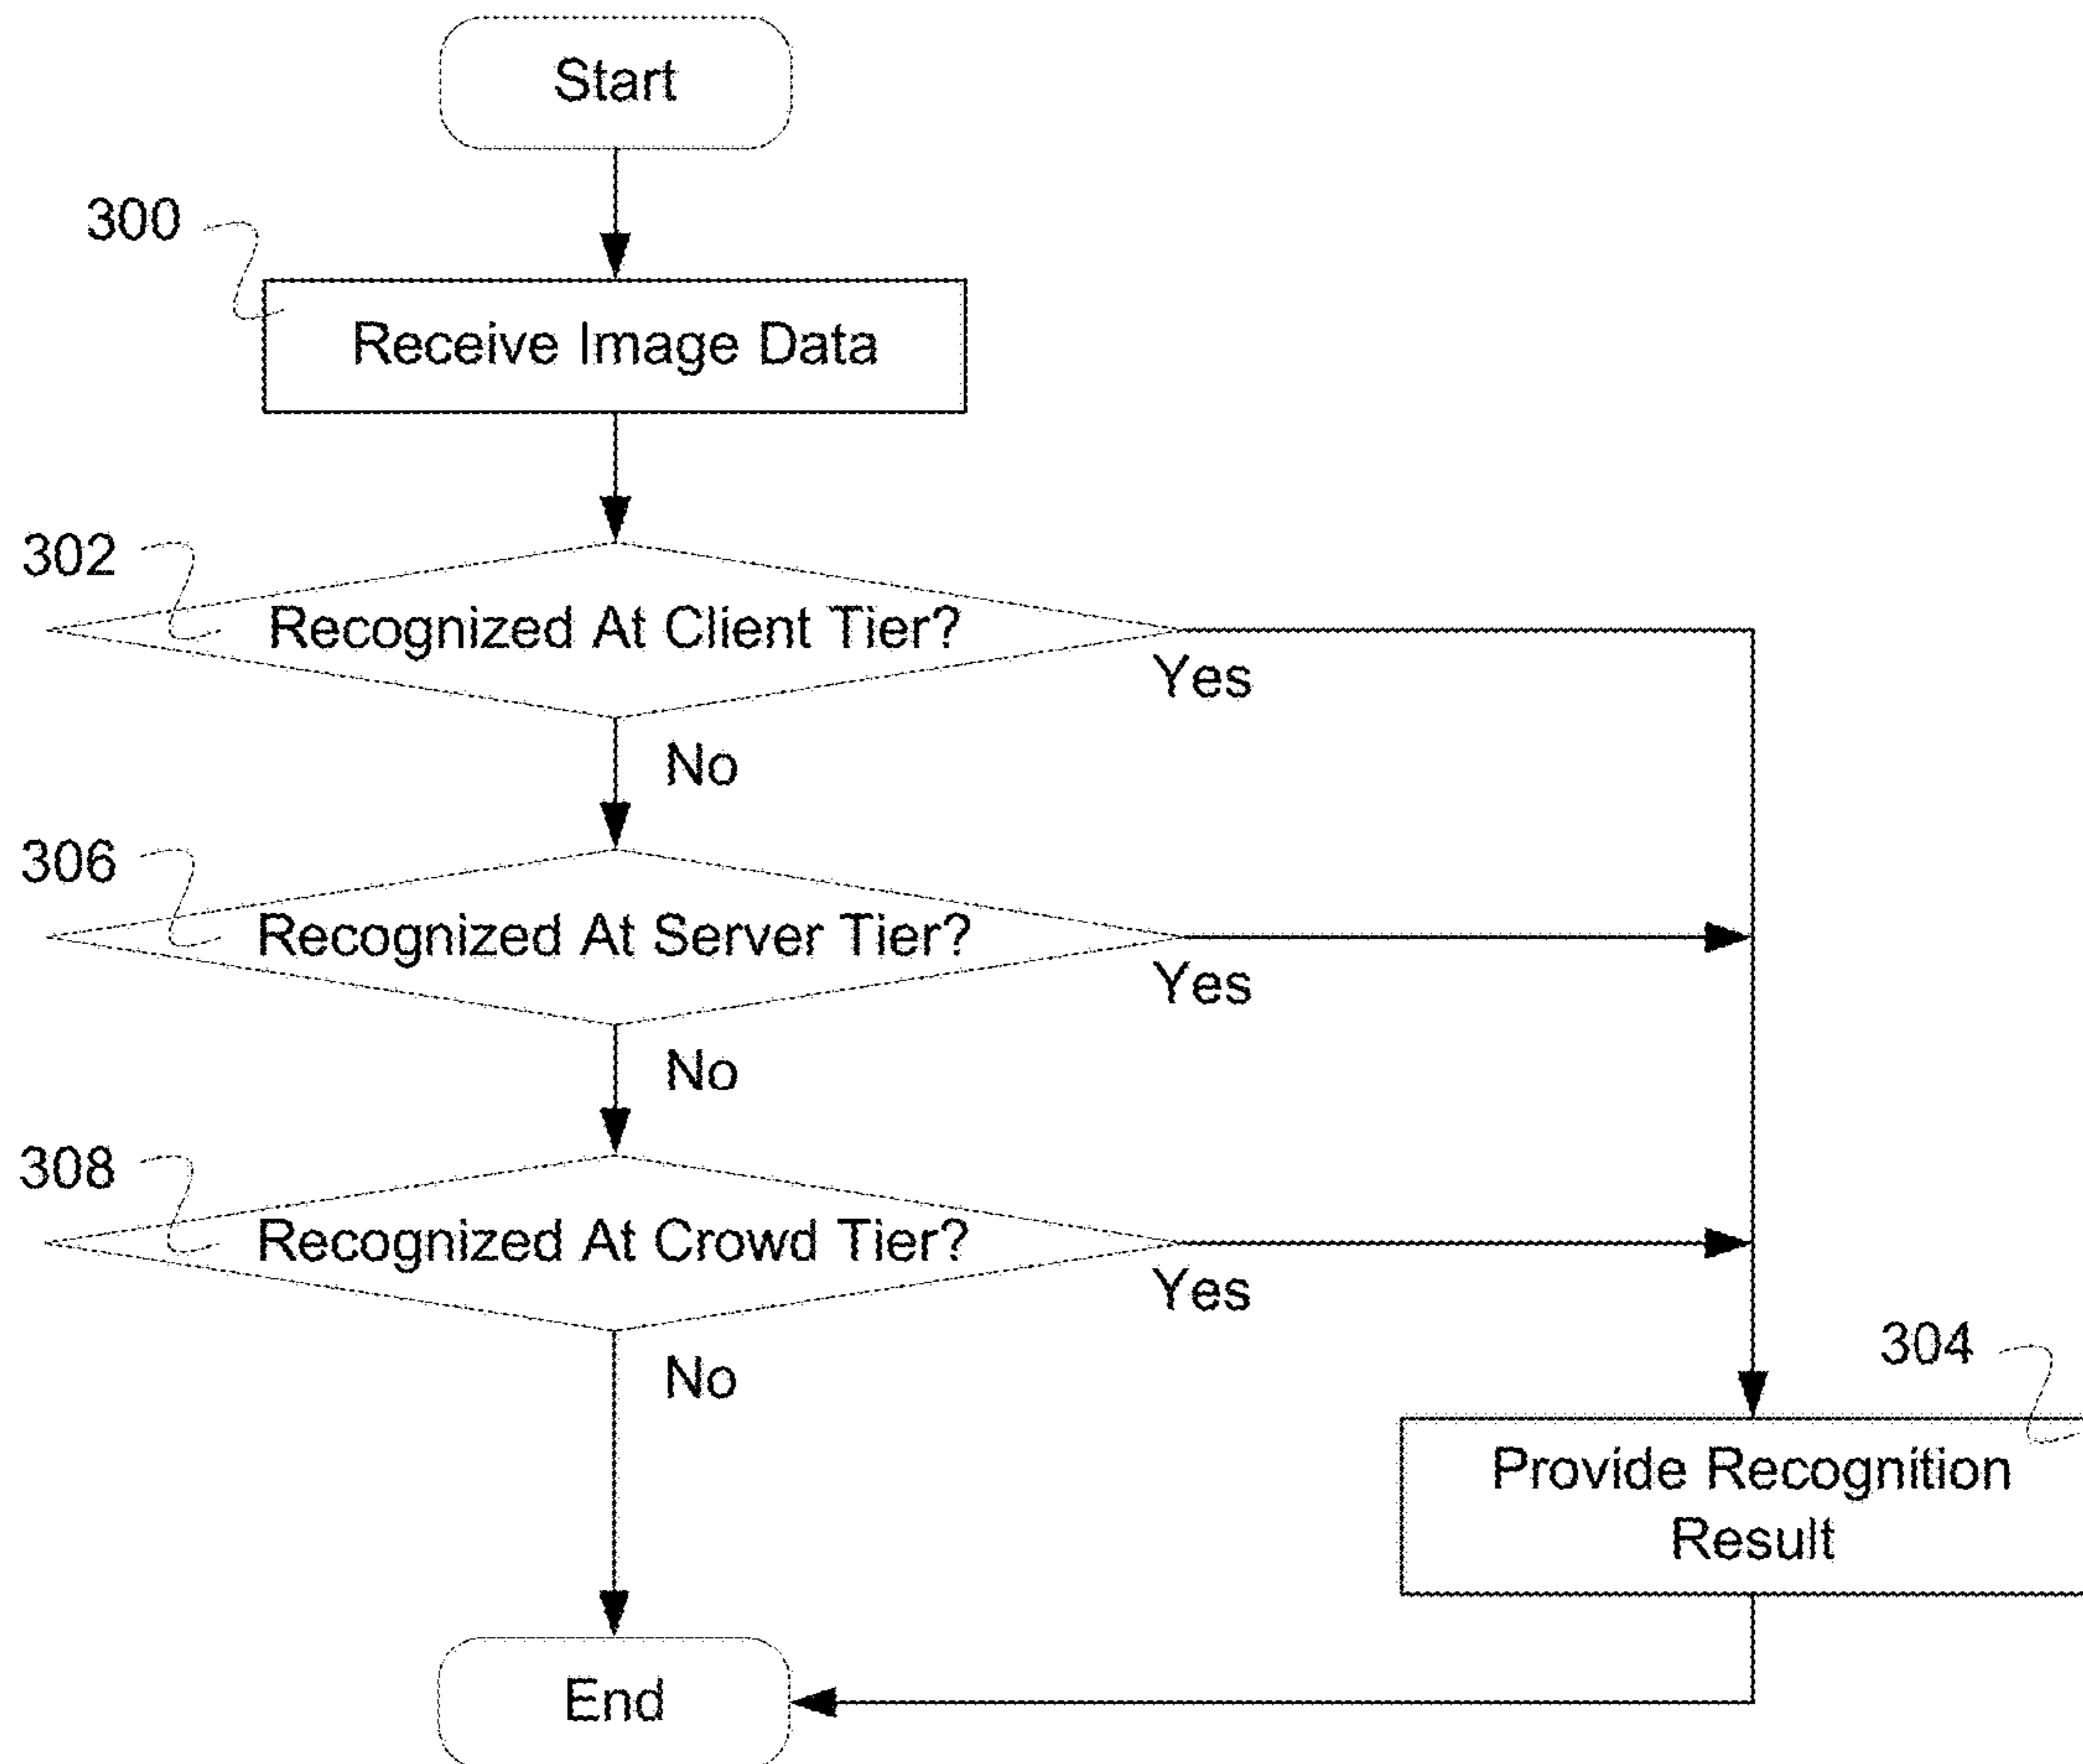 Start
300
Receive Image Data
302
Recognized At Client Tier?
Yes
No
306
Recognized At Server Tier?
Yes
No
308
Recognized At Crowd Tier?
Yes
No
304
Provide Recognition
Result
End